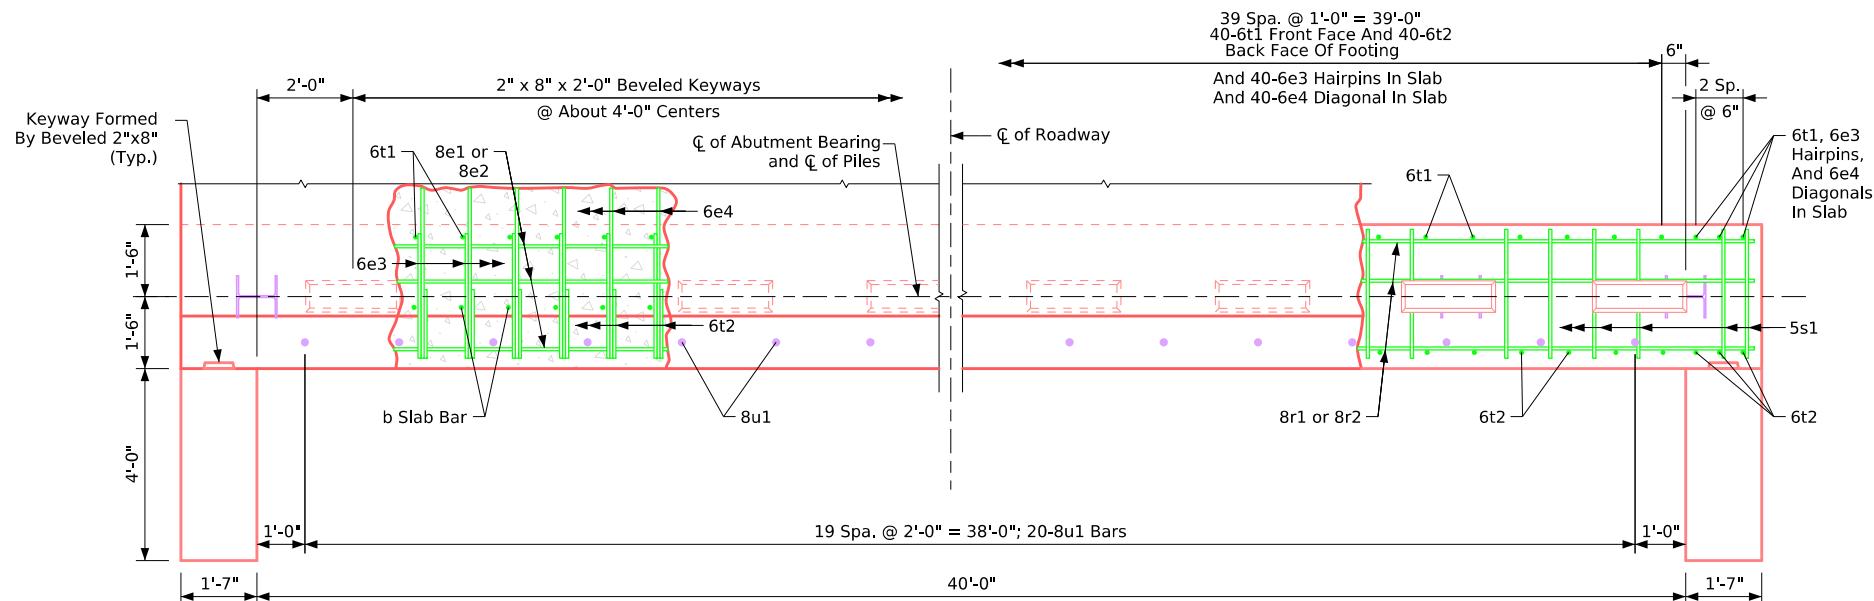 39 Spa. @ 1'-0" = 39'-0"
40-6t1 Front Face And 40-6t2
Back Face Of Footing
And 40-6e3 Hairpins In Slab
And 40-6e4 Diagonal In Slab
6"
2 Sp.
@ 6"
2'-0"
2" x 8" x 2'-0" Beveled Keyways
@ About 4'-0" Centers
Keyway Formed
By Beveled 2"x8"
(Typ.)
6t1
8e1 or
8e2
℄ of Abutment Bearing
and ℄ of Piles
℄ of Roadway
6t1
6t1, 6e3
Hairpins,
And 6e4
Diagonals
In Slab
6e4
1'-6"
6e3
1'-6"
6t2
5s1
b Slab Bar
8u1
8r1 or 8r2
6t2
6t2
4'-0"
1'-0"
19 Spa. @ 2'-0" = 38'-0"; 20-8u1 Bars
1'-0"
1'-7"
40'-0"
1'-7"